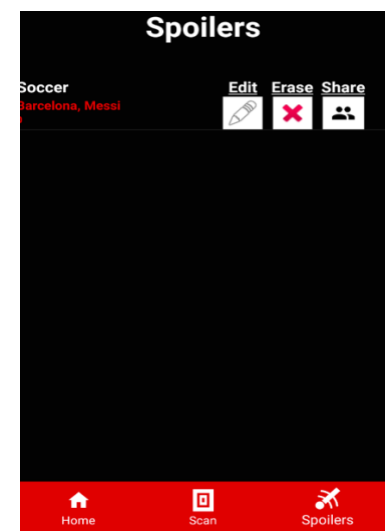 Spoilers
Soccer
Edit Erase Share
Barcelona, Messi
Home Scan Spoilers